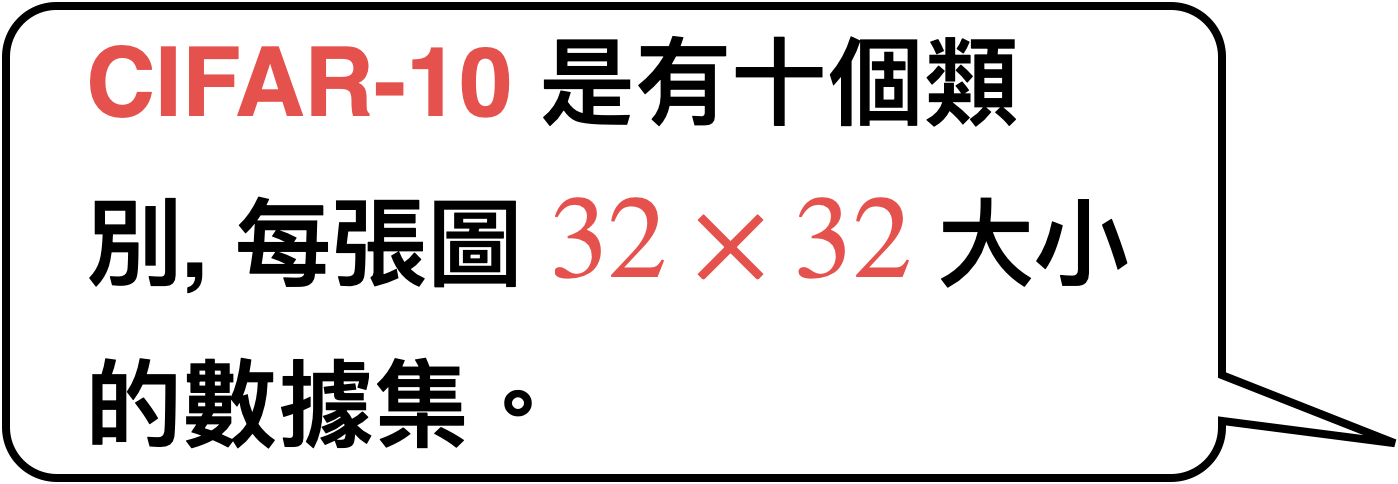 CIFAR-10 是有十個類
別, 每張圖 32 × 32 大小
的數據集。